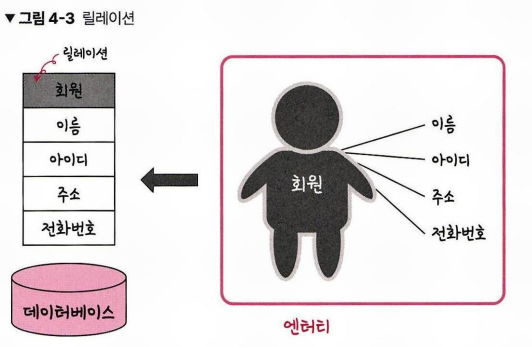 ▼ 그림 4-3 릴레이션
릴레이션
회원
이름
아이디
주소
전화번호
데이터베이스
회원
이름
아이디
주소
전화번호
엔터티